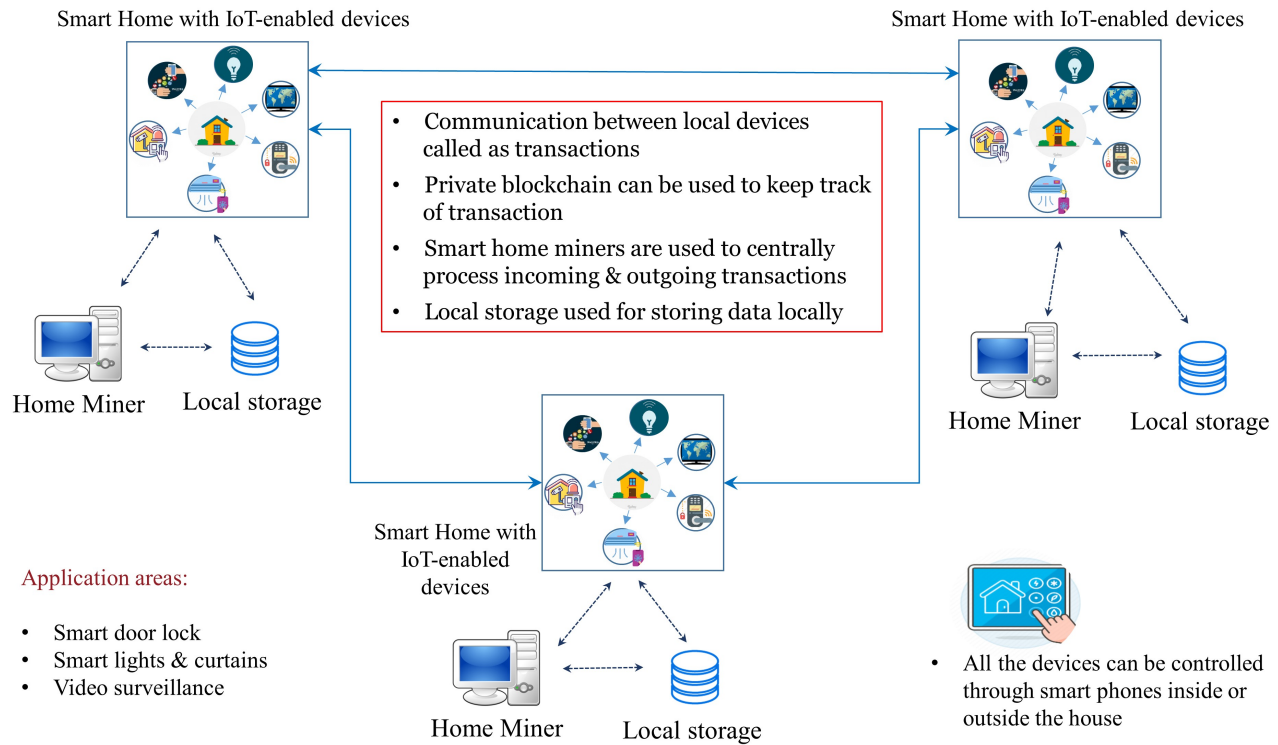 Smart Home with IoT-enabled devices
Smart Home with IoT-enabled devices
• Communication between local devices
called as transactions
• Private blockchain can be used to keep track
of transaction
• Smart home miners are used to centrally
process incoming & outgoing transactions
• Local storage used for storing data locally
Home Miner
Local storage
Home Miner
Local storage
Smart Home with
IoT-enabled
devices
Home Miner
Local storage
Application areas:
• Smart door lock
• Smart lights & curtains
• Video surveillance
• All the devices can be controlled
through smart phones inside or
outside the house